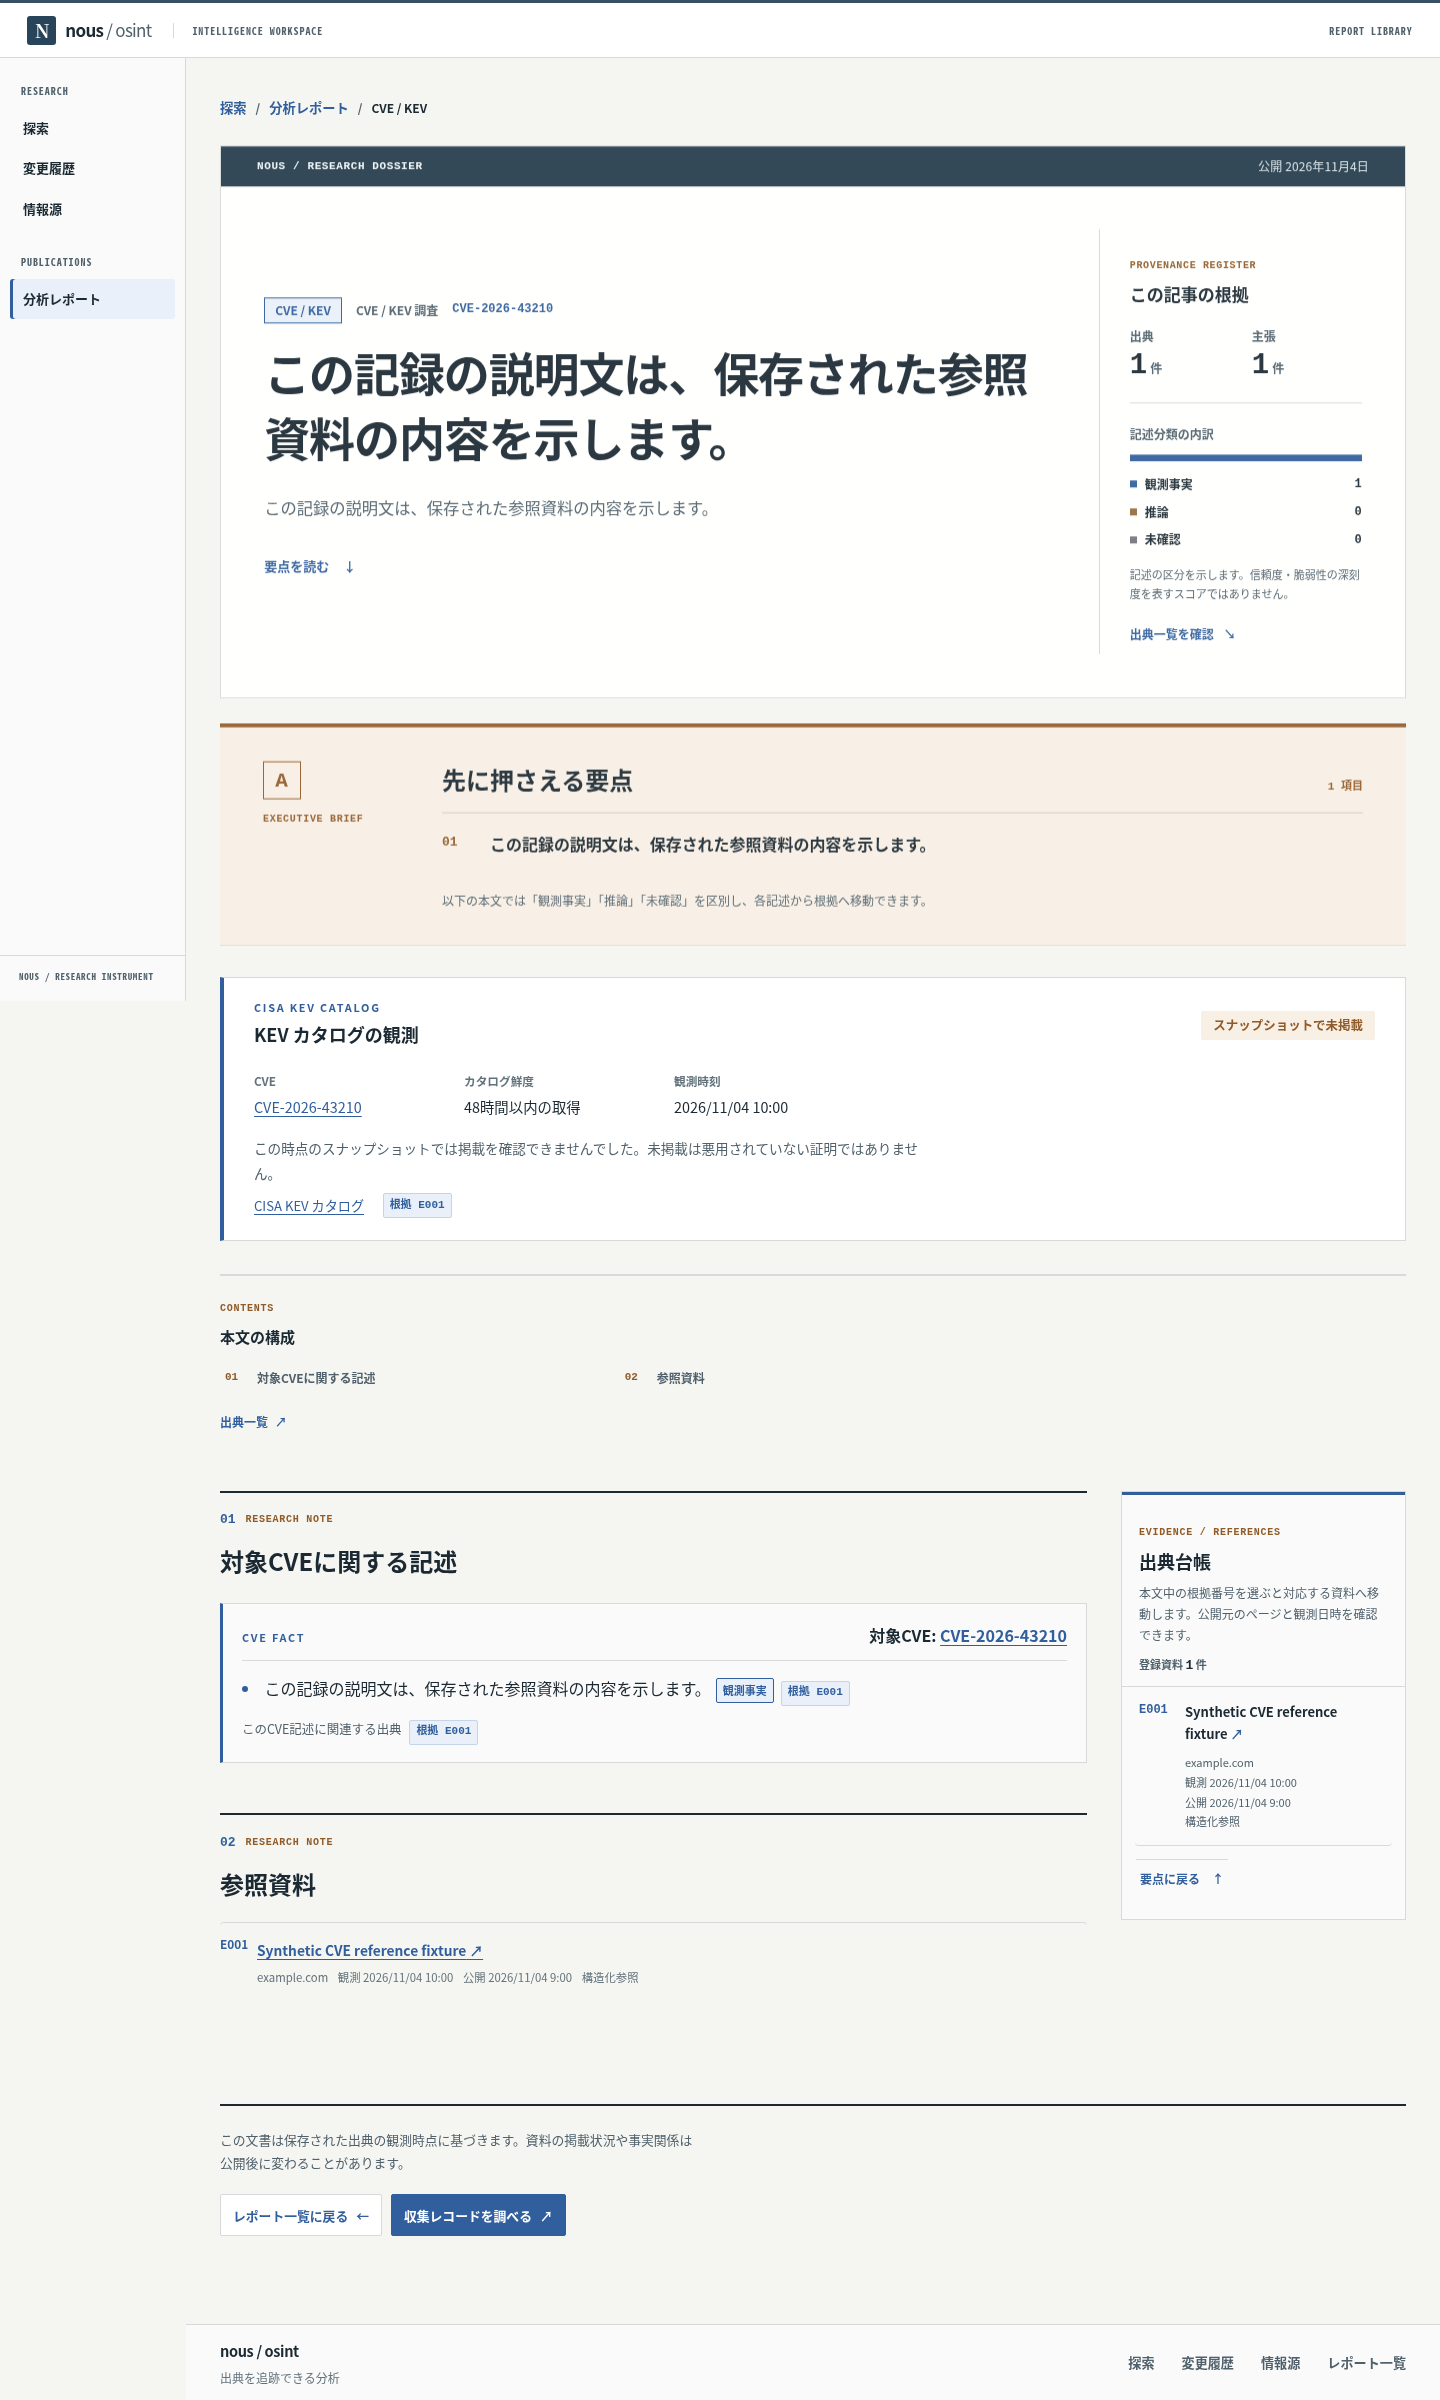 N nous / osint INTELLIGENCE WORKSPACE REPORT LIBRARY
RESEARCH
探索
変更履歴
情報源
PUBLICATIONS
分析レポート
NOUS / RESEARCH INSTRUMENT
探索 / 分析レポート / CVE / KEV
NOUS / RESEARCH DOSSIER 公開 2026年11月4日
CVE / KEV CVE / KEV 調査 CVE-2026-43210
この記録の説明文は、保存された参照
資料の内容を示します。
この記録の説明文は、保存された参照資料の内容を示します。
要点を読む ↓
PROVENANCE REGISTER
この記事の根拠
出典 主張
1 件 1 件
記述分類の内訳
観測事実 1
推論 0
未確認 0
記述の区分を示します。信頼度・脆弱性の深刻
度を表すスコアではありません。
出典一覧を確認 ↘
A
EXECUTIVE BRIEF
先に押さえる要点 1 項目
01 この記録の説明文は、保存された参照資料の内容を示します。
以下の本文では「観測事実」「推論」「未確認」を区別し、各記述から根拠へ移動できます。
CISA KEV CATALOG
KEV カタログの観測 スナップショットで未掲載
CVE カタログ鮮度 観測時刻
CVE-2026-43210 48時間以内の取得 2026/11/04 10:00
この時点のスナップショットでは掲載を確認できませんでした。未掲載は悪用されていない証明ではありませ
ん。
CISA KEV カタログ 根拠 E001
CONTENTS
本文の構成
01 対象CVEに関する記述 02 参照資料
出典一覧 ↗
01 RESEARCH NOTE
対象CVEに関する記述
CVE FACT 対象CVE: CVE-2026-43210
この記録の説明文は、保存された参照資料の内容を示します。 観測事実 根拠 E001
このCVE記述に関連する出典 根拠 E001
02 RESEARCH NOTE
参照資料
E001 Synthetic CVE reference fixture ↗
example.com 観測 2026/11/04 10:00 公開 2026/11/04 9:00 構造化参照
EVIDENCE / REFERENCES
出典台帳
本文中の根拠番号を選ぶと対応する資料へ移
動します。公開元のページと観測日時を確認
できます。
登録資料 1 件
E001 Synthetic CVE reference
fixture ↗
example.com
観測 2026/11/04 10:00
公開 2026/11/04 9:00
構造化参照
要点に戻る ↑
この文書は保存された出典の観測時点に基づきます。資料の掲載状況や事実関係は
公開後に変わることがあります。
レポート一覧に戻る ← 収集レコードを調べる ↗
nous / osint
出典を追跡できる分析
探索 変更履歴 情報源 レポート一覧